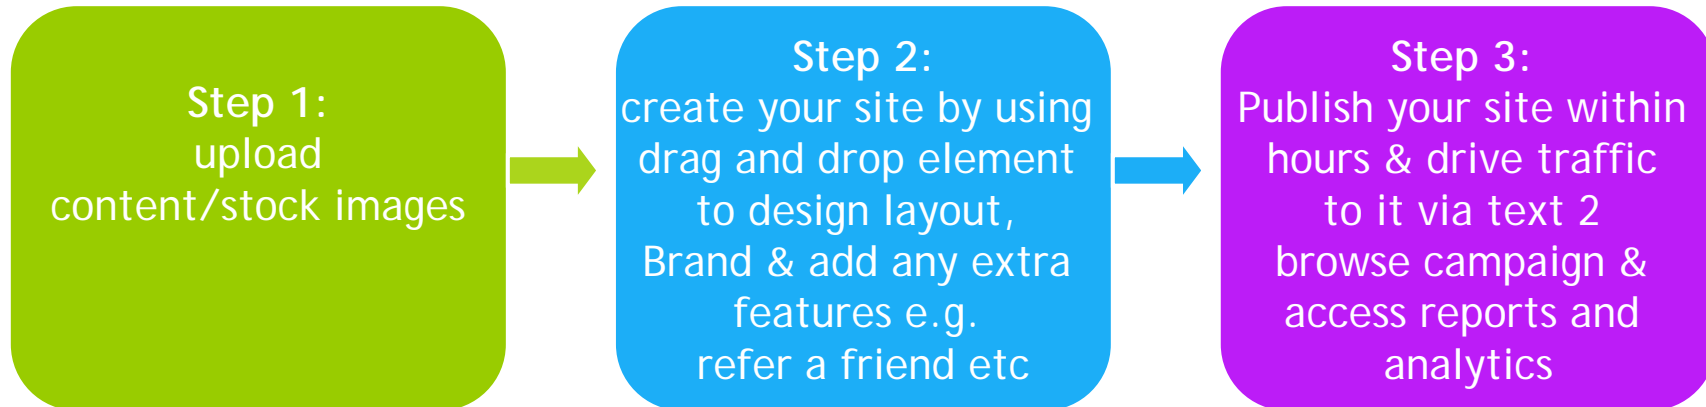 Step 1:
upload
content/stock images
Step 2:
create your site by using
drag and drop element
to design layout,
Brand & add any extra
features e.g.
refer a friend etc
Step 3:
Publish your site within
hours & drive traffic
to it via text 2
browse campaign &
access reports and
analytics